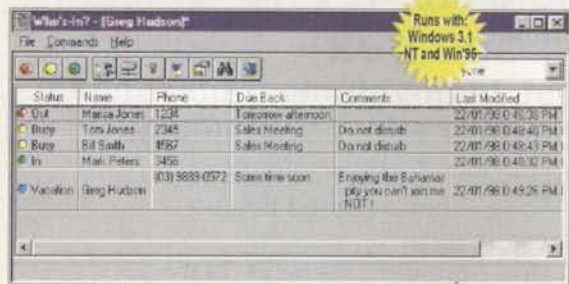 Who's-In? - [Greg Hudson]*
Runs with:
Windows 3.1
NT and Win'95
File Commands Help
Status Name Phone Due Back Comments Last Modified
Out Marcia Jones 1234 Tomorrow afternoon 22/01/98 0:48:38 PM
Busy Tom Jones 2345 Sales Meeting Do not disturb 22/01/98 0:48:40 PM
Busy Bill Smith 4567 Sales Meeting Do not disturb 22/01/98 0:48:43 PM
In Mark Peters 3456 22/01/98 0:48:32 PM
Vacation Greg Hudson (03) 9889-0572 Some time soon Enjoying the Bahamas 22/01/98 0:49:26 PM
pity you can't join me
- NOT !